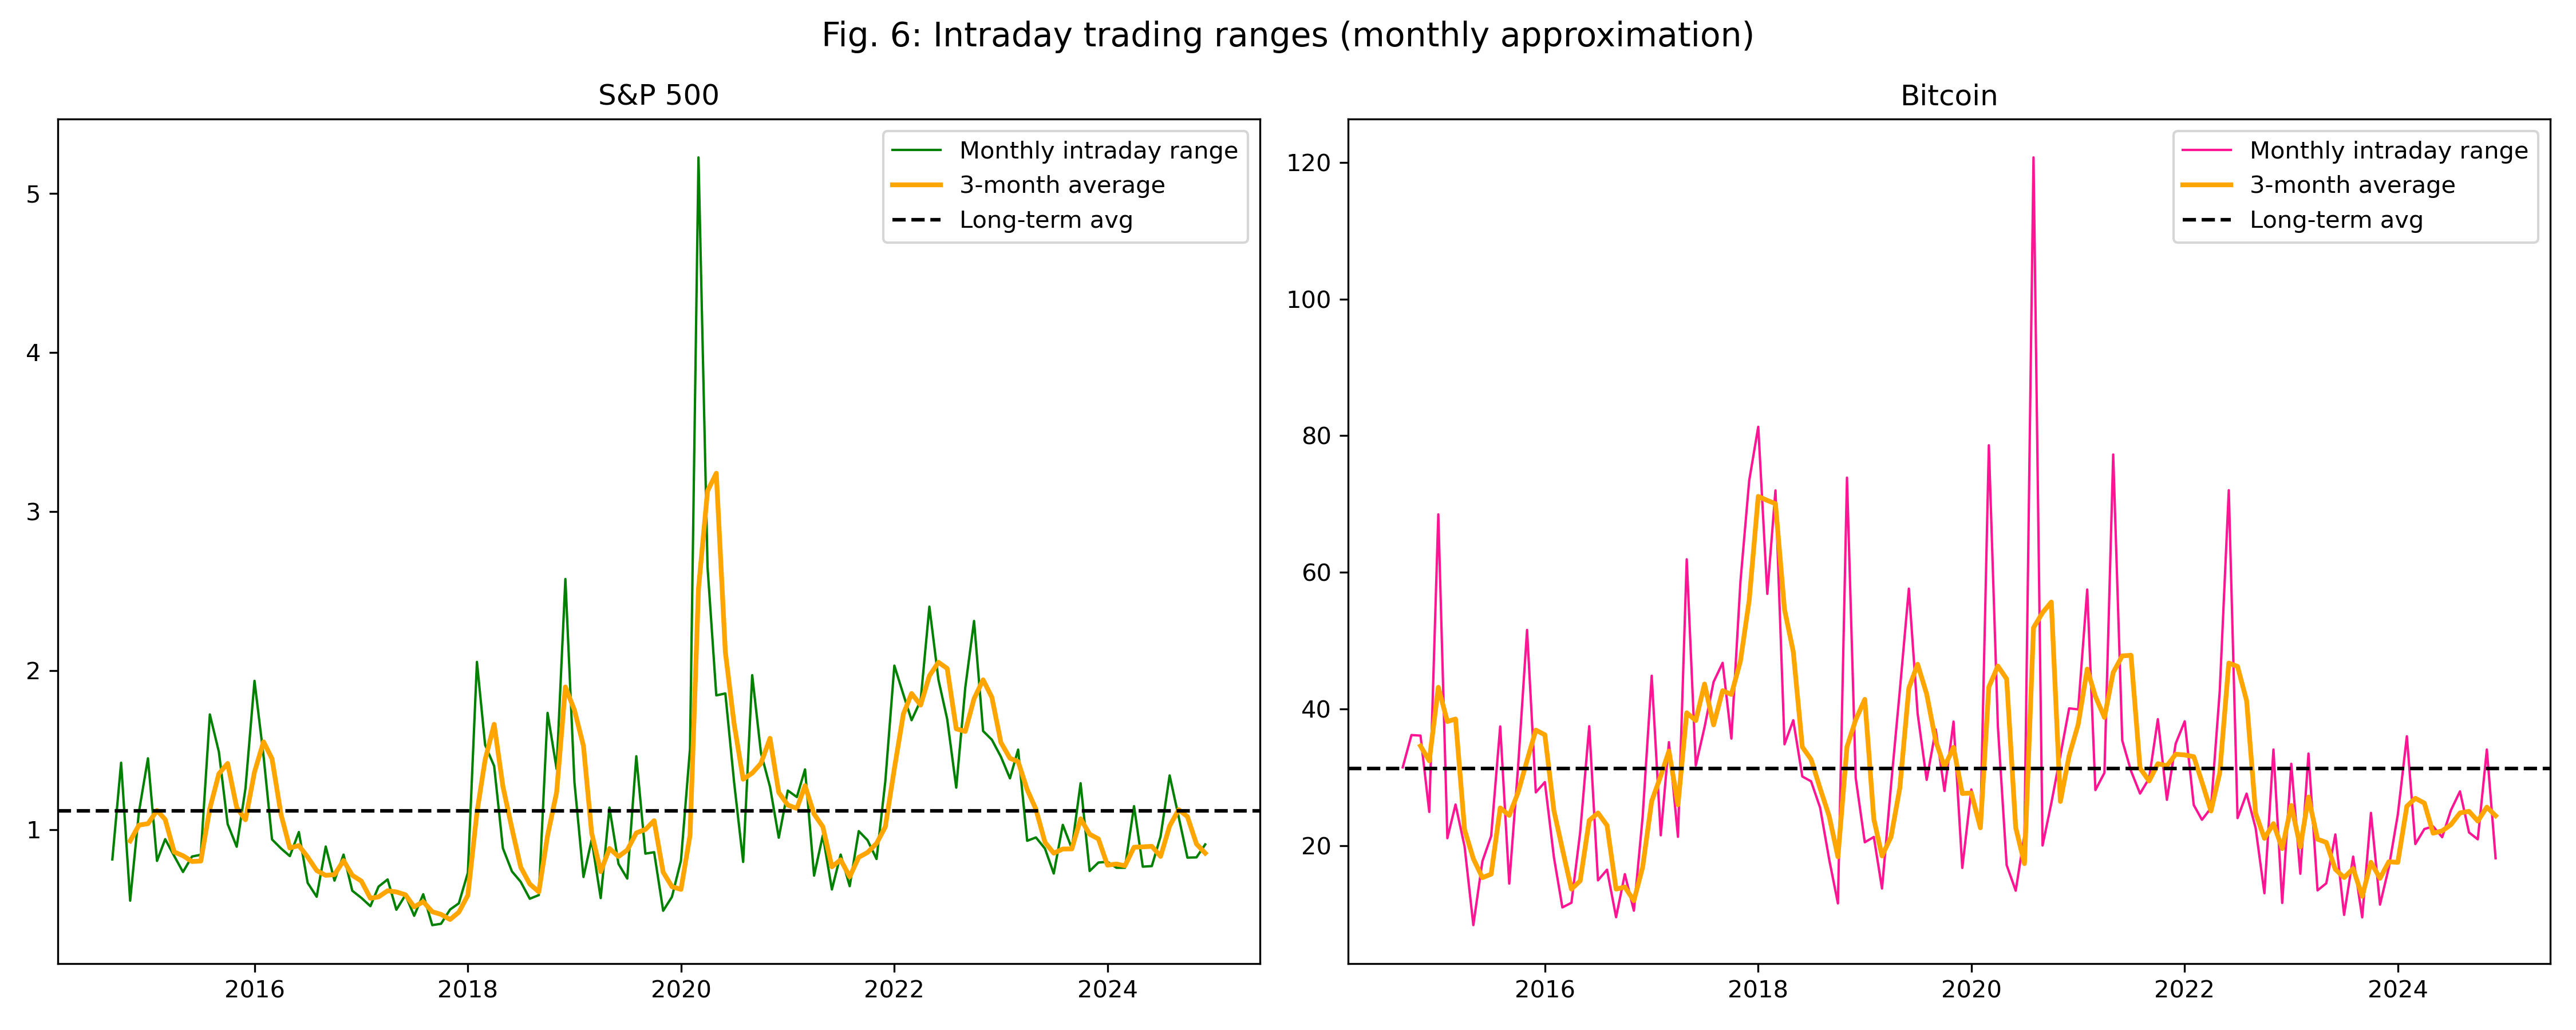 Fig. 6: Intraday trading ranges (monthly approximation)
S&P 500
Monthly intraday range
3-month average
Long-term avg
5
4
3
2
1
2016 2018 2020 2022 2024
Bitcoin
Monthly intraday range
3-month average
Long-term avg
120
100
80
60
40
20
2016 2018 2020 2022 2024